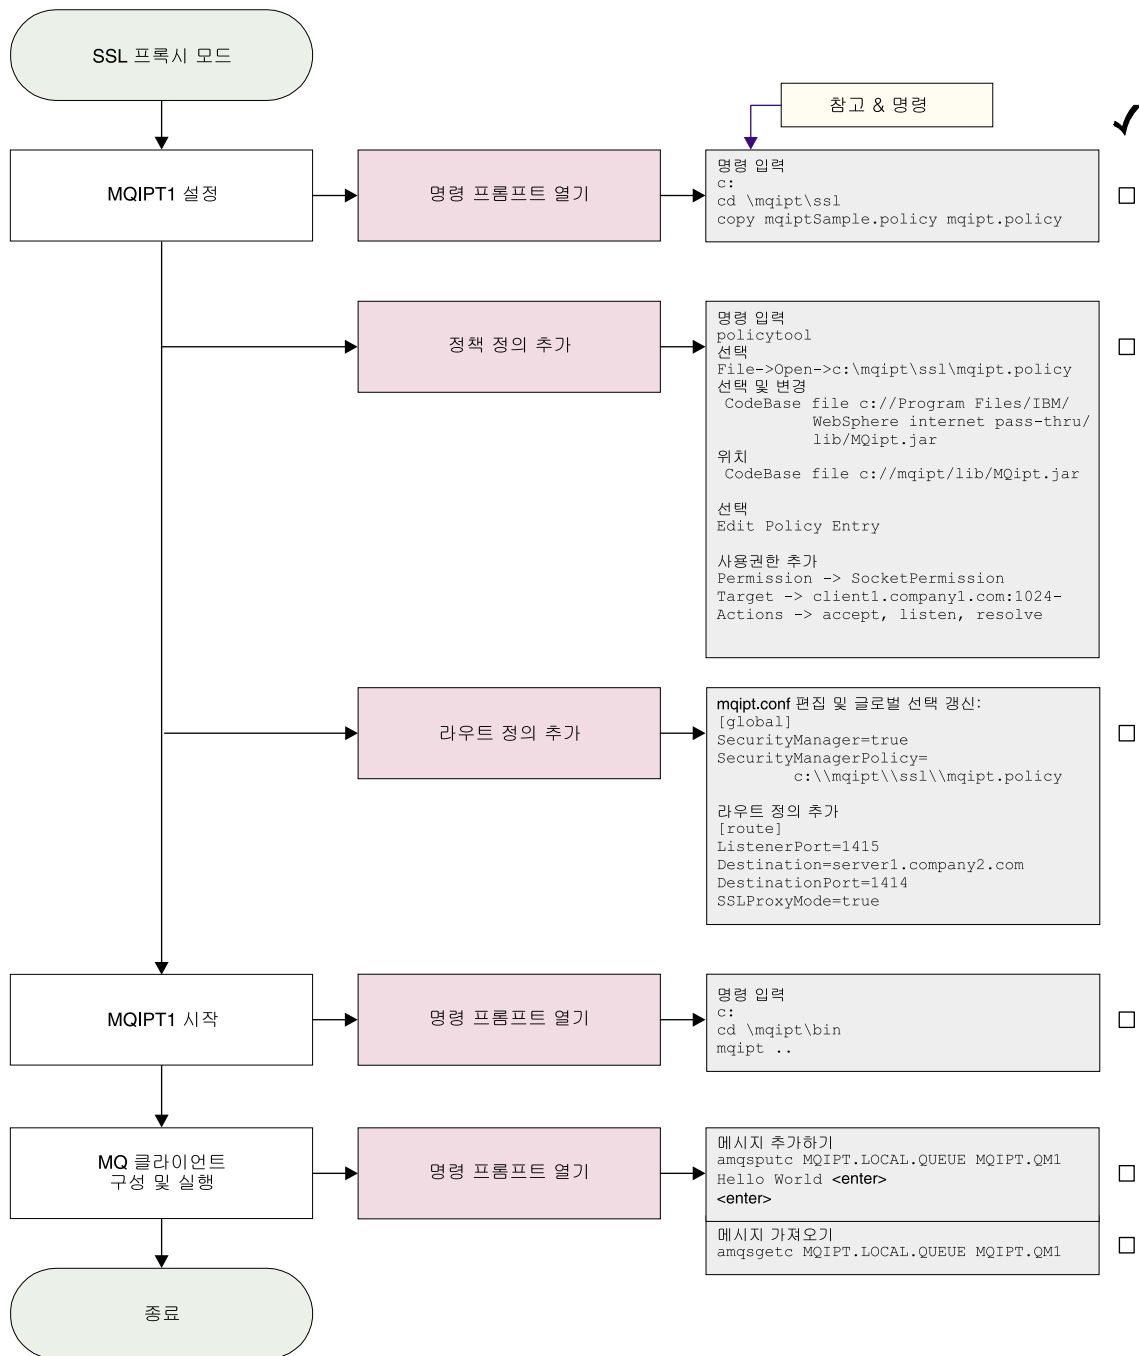 SSL 프록시 모드
참고 & 명령
MQIPT1 설정
명령 프롬프트 열기
명령 입력
c:
cd \mqipt\ssl
copy mqiptSample.policy mqipt.policy
정책 정의 추가
명령 입력
policytool
선택
File->Open->c:\mqipt\ssl\mqipt.policy
선택 및 변경
CodeBase file c://Program Files/IBM/
WebSphere internet pass-thru/
lib/MQipt.jar
위치
CodeBase file c://mqipt/lib/MQipt.jar
선택
Edit Policy Entry
사용권한 추가
Permission -> SocketPermission
Target -> client1.company1.com:1024-
Actions -> accept, listen, resolve
라우트 정의 추가
mqipt.conf 편집 및 글로벌 선택 갱신:
[global]
SecurityManager=true
SecurityManagerPolicy=
c:\\mqipt\\ssl\\mqipt.policy
라우트 정의 추가
[route]
ListenerPort=1415
Destination=server1.company2.com
DestinationPort=1414
SSLProxyMode=true
MQIPT1 시작
명령 프롬프트 열기
명령 입력
c:
cd \mqipt\bin
mqipt ..
MQ 클라이언트
구성 및 실행
명령 프롬프트 열기
메시지 추가하기
amqsputc MQIPT.LOCAL.QUEUE MQIPT.QM1
Hello World <enter>
<enter>
메시지 가져오기
amqsgetc MQIPT.LOCAL.QUEUE MQIPT.QM1
종료